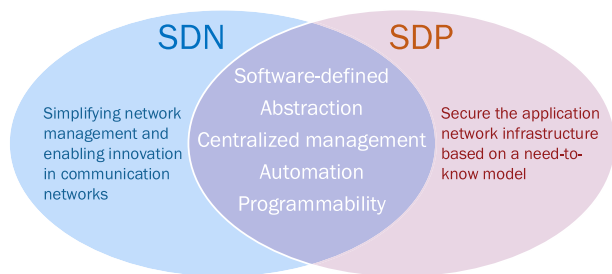 SDN
SDP
Simplifying network
management and
enabling innovation
in communication
networks
Software-defined
Abstraction
Centralized management
Automation
Programmability
Secure the application
network infrastructure
based on a need-to-
know model